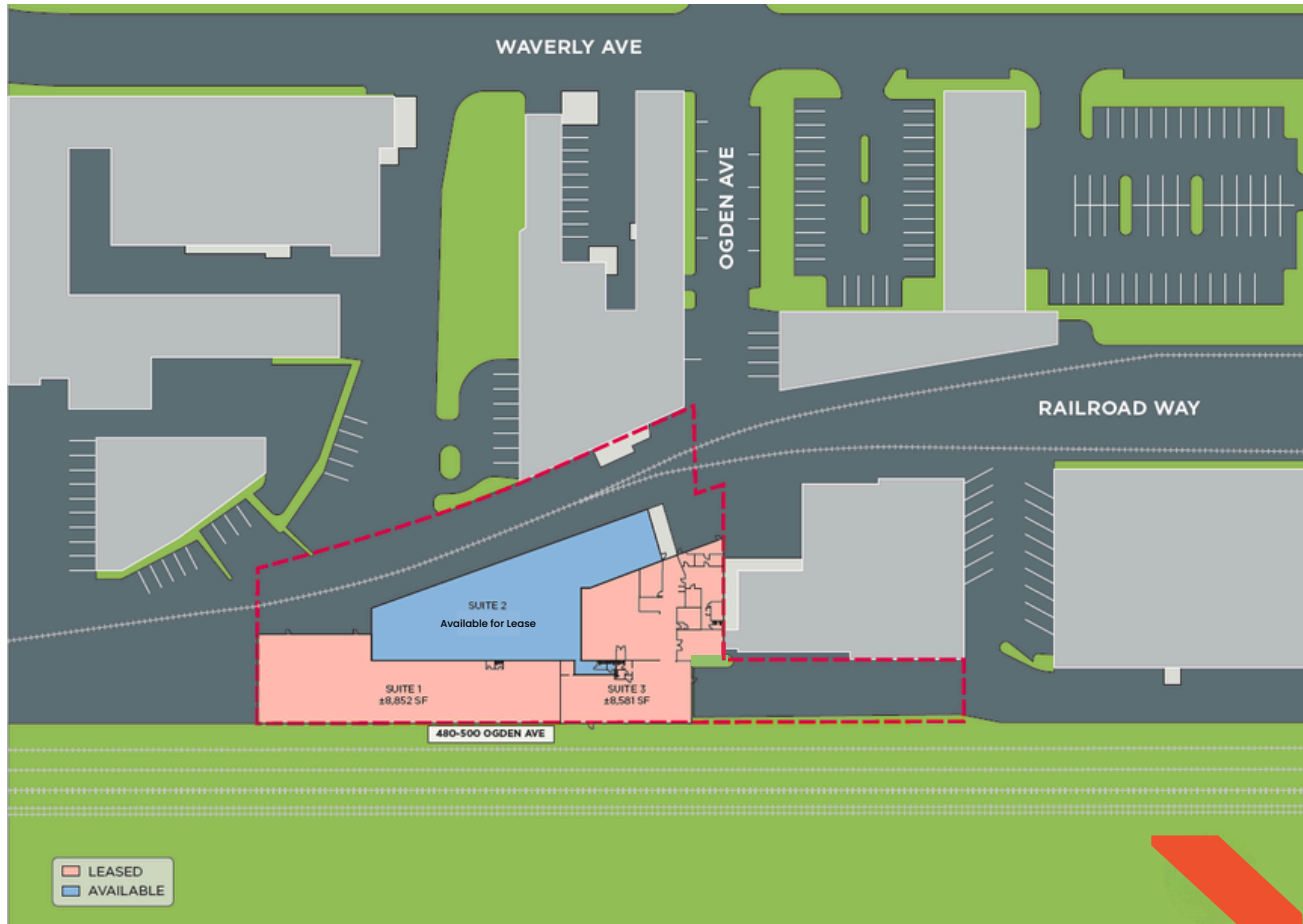 WAVERLY AVE
OGDEN AVE
RAILROAD WAY
SUITE 2
Available for Lease
SUITE 1
±8,852 SF
SUITE 3
±8,581 SF
480-500 OGDEN AVE
LEASED
AVAILABLE